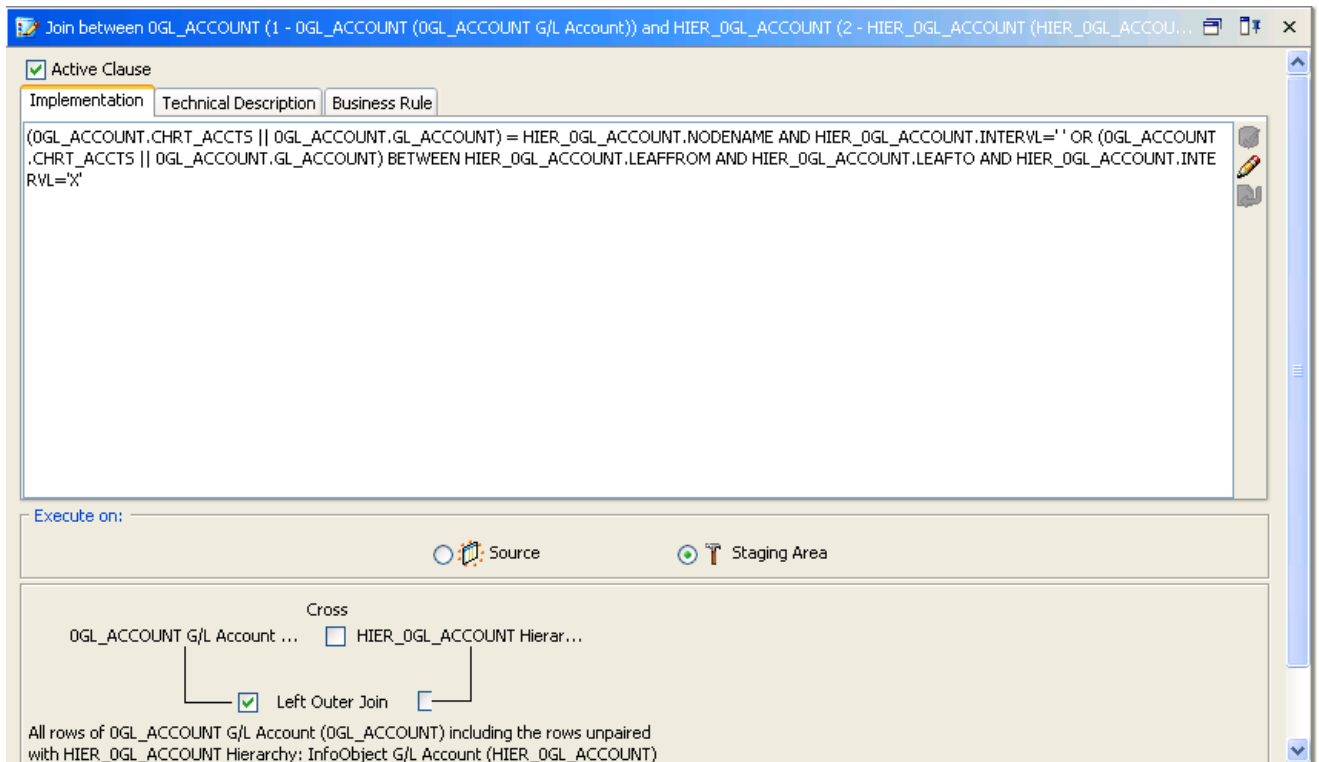 Join between 0GL_ACCOUNT (1 - 0GL_ACCOUNT (0GL_ACCOUNT G/L Account)) and HIER_0GL_ACCOUNT (2 - HIER_0GL_ACCOUNT (HIER_0GL_ACCOU...
Active Clause
Implementation Technical Description Business Rule
(0GL_ACCOUNT.CHRT_ACCTS || 0GL_ACCOUNT.GL_ACCOUNT) = HIER_0GL_ACCOUNT.NODENAME AND HIER_0GL_ACCOUNT.INTERVL=' ' OR (0GL_ACCOUNT
.CHRT_ACCTS || 0GL_ACCOUNT.GL_ACCOUNT) BETWEEN HIER_0GL_ACCOUNT.LEAFFROM AND HIER_0GL_ACCOUNT.LEAFTO AND HIER_0GL_ACCOUNT.INTE
RVL='X'
Execute on:
Source Staging Area
Cross
0GL_ACCOUNT G/L Account ... HIER_0GL_ACCOUNT Hierar...
Left Outer Join
All rows of 0GL_ACCOUNT G/L Account (0GL_ACCOUNT) including the rows unpaired
with HIER_0GL_ACCOUNT Hierarchy: InfoObject G/L Account (HIER_0GL_ACCOUNT)